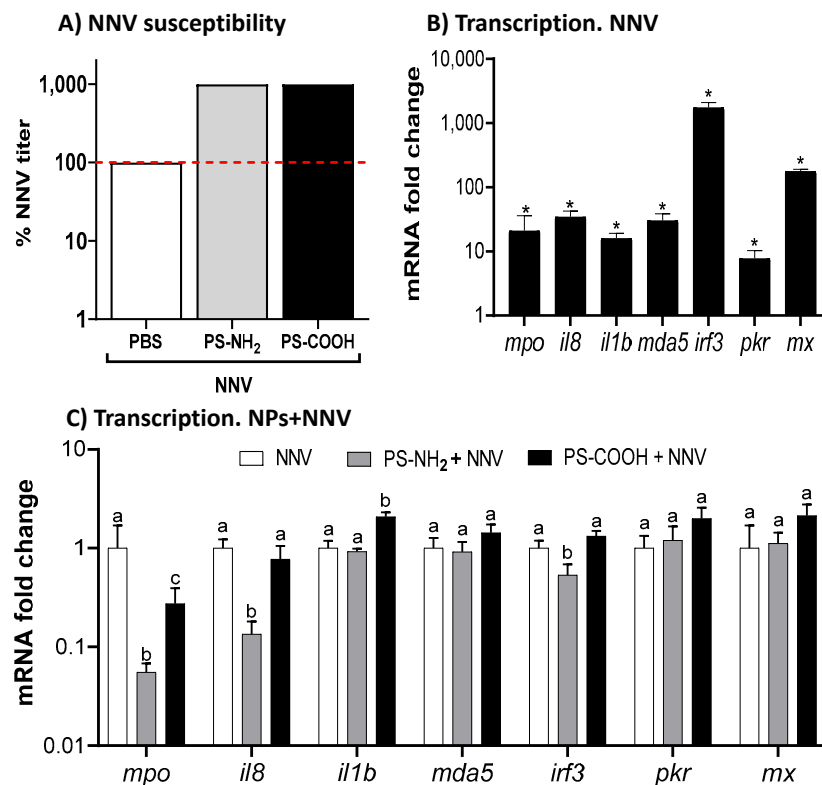 A) NNV susceptibility
% NNV titer
1,000
100
10
1
PBS PS-NH₂ PS-COOH
NNV
B) Transcription. NNV
mRNA fold change
10,000
1,000
100
10
1
* * * * * * *
mpo il8 il1b mda5 irf3 pkr mx
C) Transcription. NPs+NNV
NNV PS-NH₂ + NNV PS-COOH + NNV
mRNA fold change
10
1
0.1
0.01
a b c a b a a a b a a a a b a a a a a a a
mpo il8 il1b mda5 irf3 pkr mx